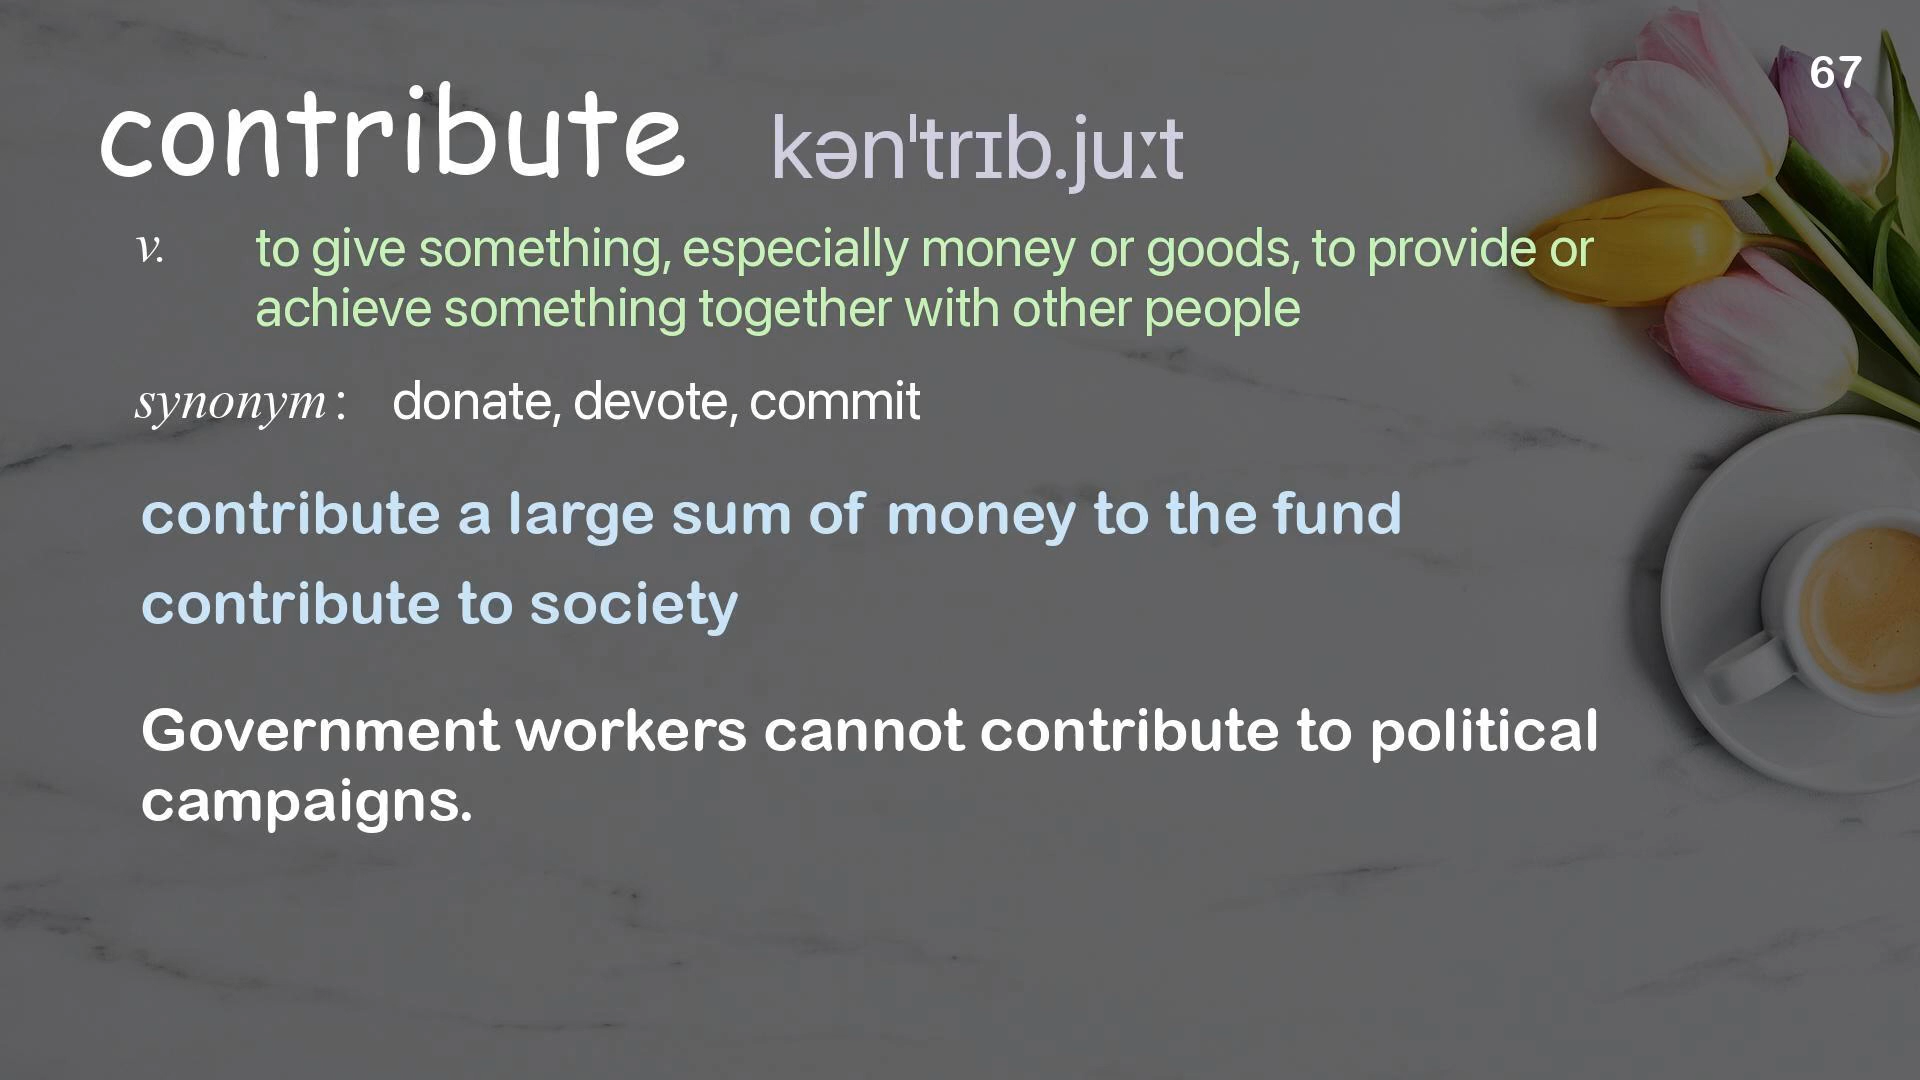 67
contribute kən'trɪb.juːt
v. to give something, especially money or goods, to provide or
achieve something together with other people
synonym: donate, devote, commit
contribute a large sum of money to the fund
contribute to society
Government workers cannot contribute to political
campaigns.